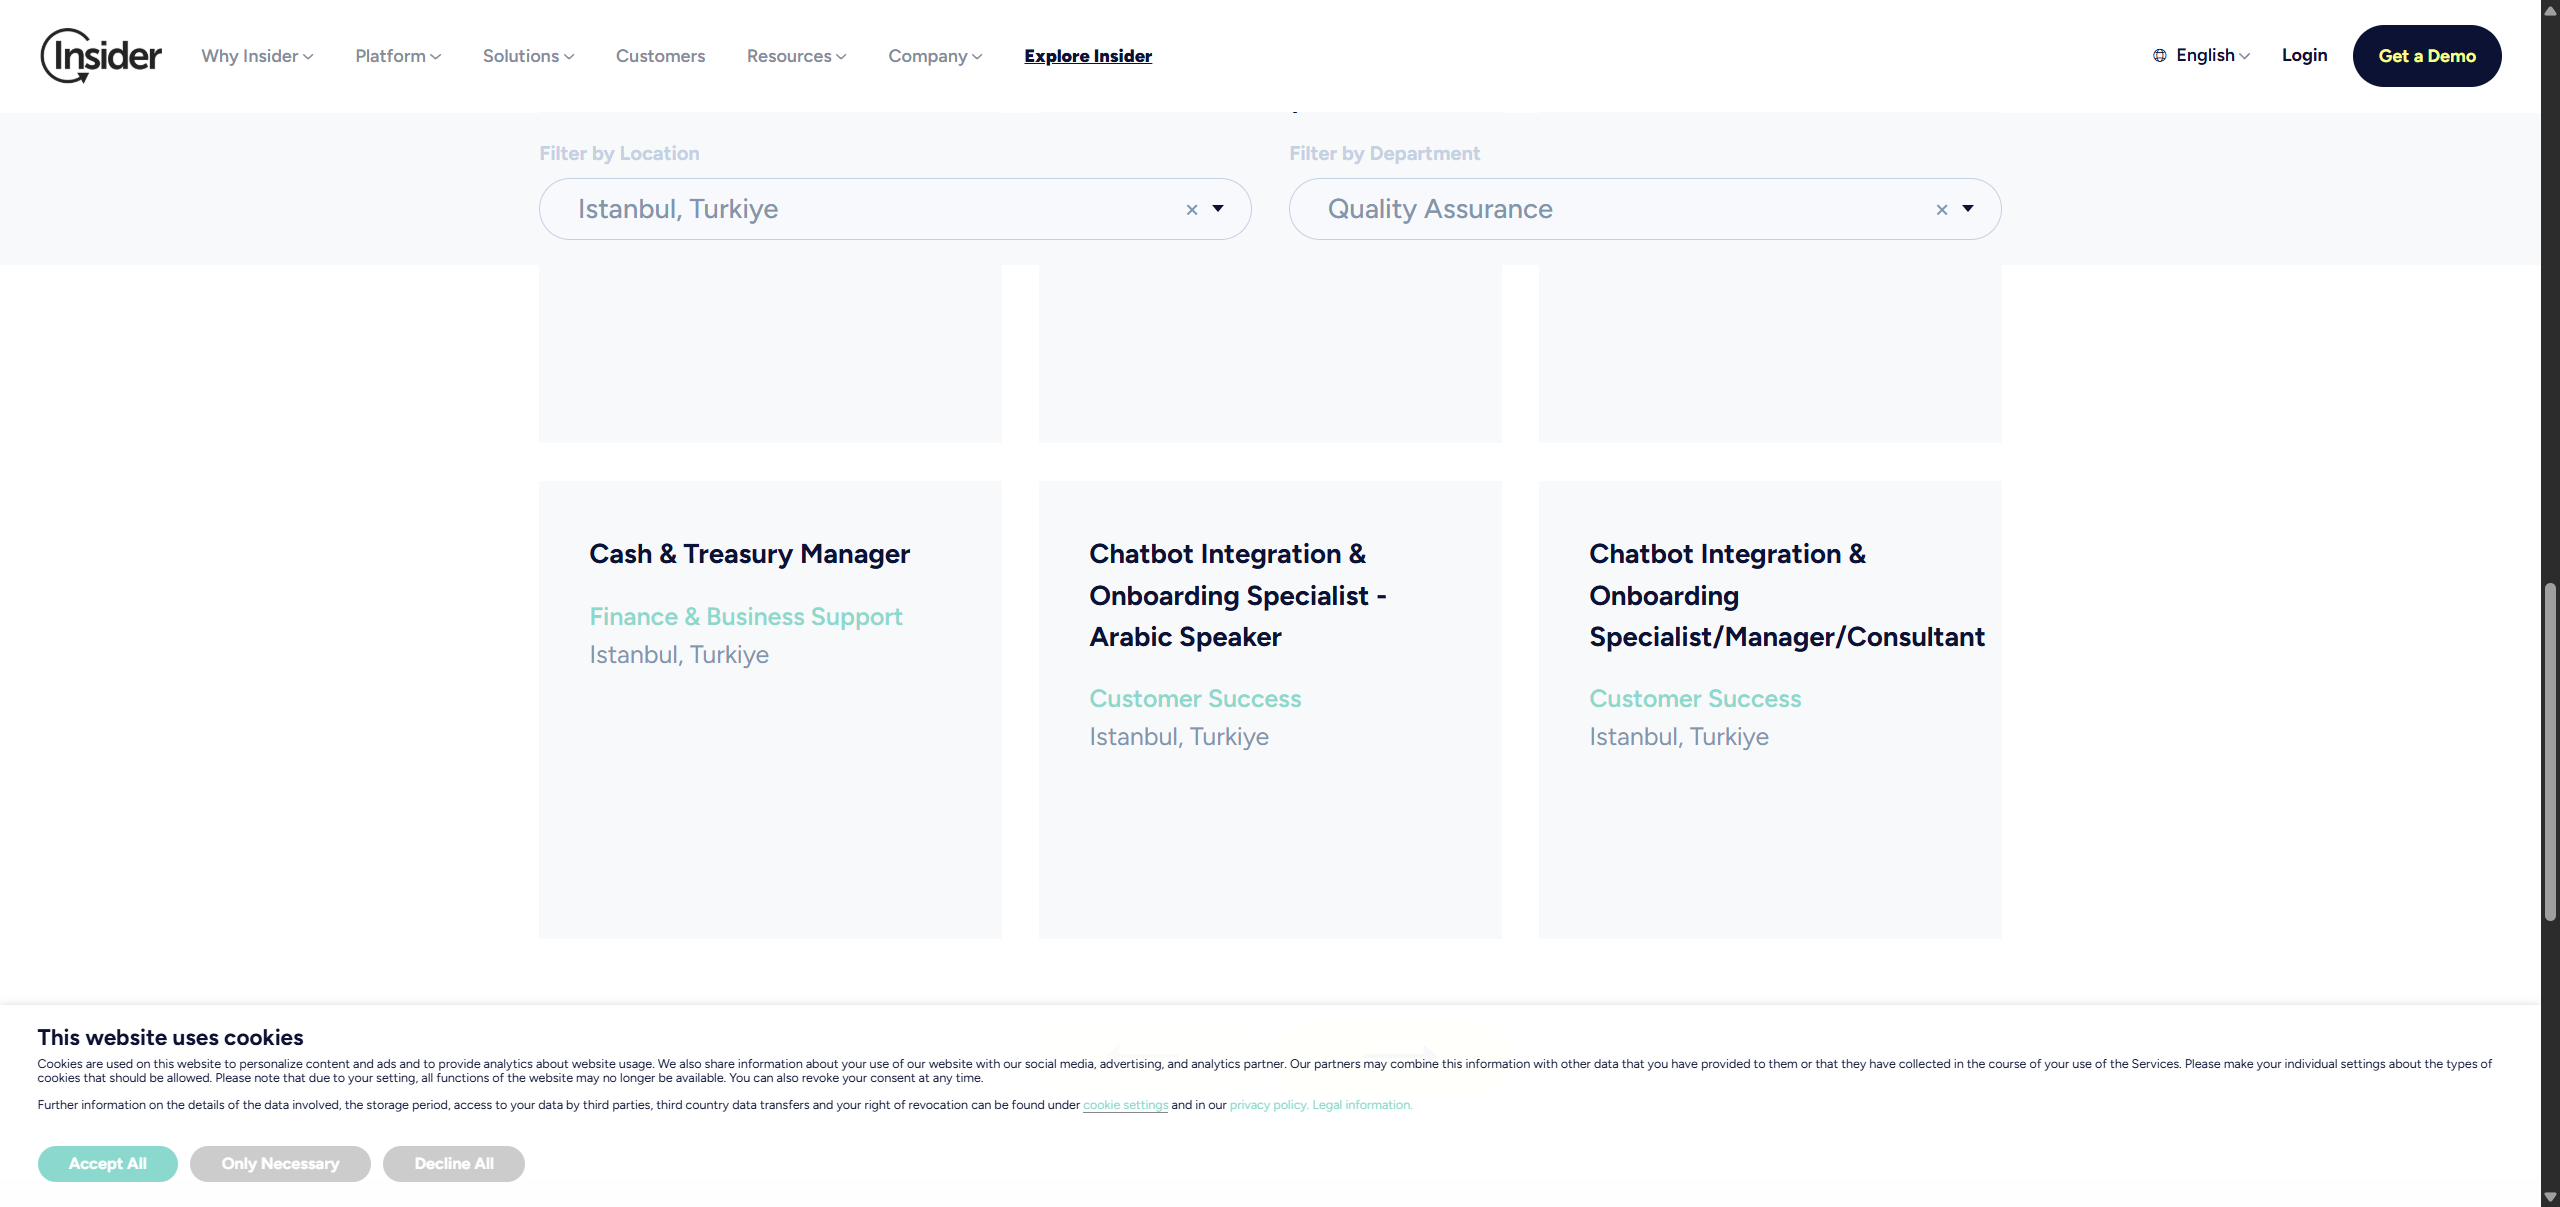 Insider
Why Insider
Platform
Solutions
Customers
Resources
Company
Explore Insider
English
Login
Get a Demo
Filter by Location
Filter by Department
Istanbul, Turkiye
×
Quality Assurance
×
Cash & Treasury Manager
Finance & Business Support
Istanbul, Turkiye
Chatbot Integration &
Onboarding Specialist -
Arabic Speaker
Customer Success
Istanbul, Turkiye
Chatbot Integration &
Onboarding
Specialist/Manager/Consultant
Customer Success
Istanbul, Turkiye
This website uses cookies
Cookies are used on this website to personalize content and ads and to provide analytics about website usage. We also share information about your use of our website with our social media, advertising, and analytics partner. Our partners may combine this information with other data that you have provided to them or that they have collected in the course of your use of the Services. Please make your individual settings about the types of
cookies that should be allowed. Please note that due to your setting, all functions of the website may no longer be available. You can also revoke your consent at any time.
Further information on the details of the data involved, the storage period, access to your data by third parties, third country data transfers and your right of revocation can be found under cookie settings and in our privacy policy. Legal information.
Accept All
Only Necessary
Decline All